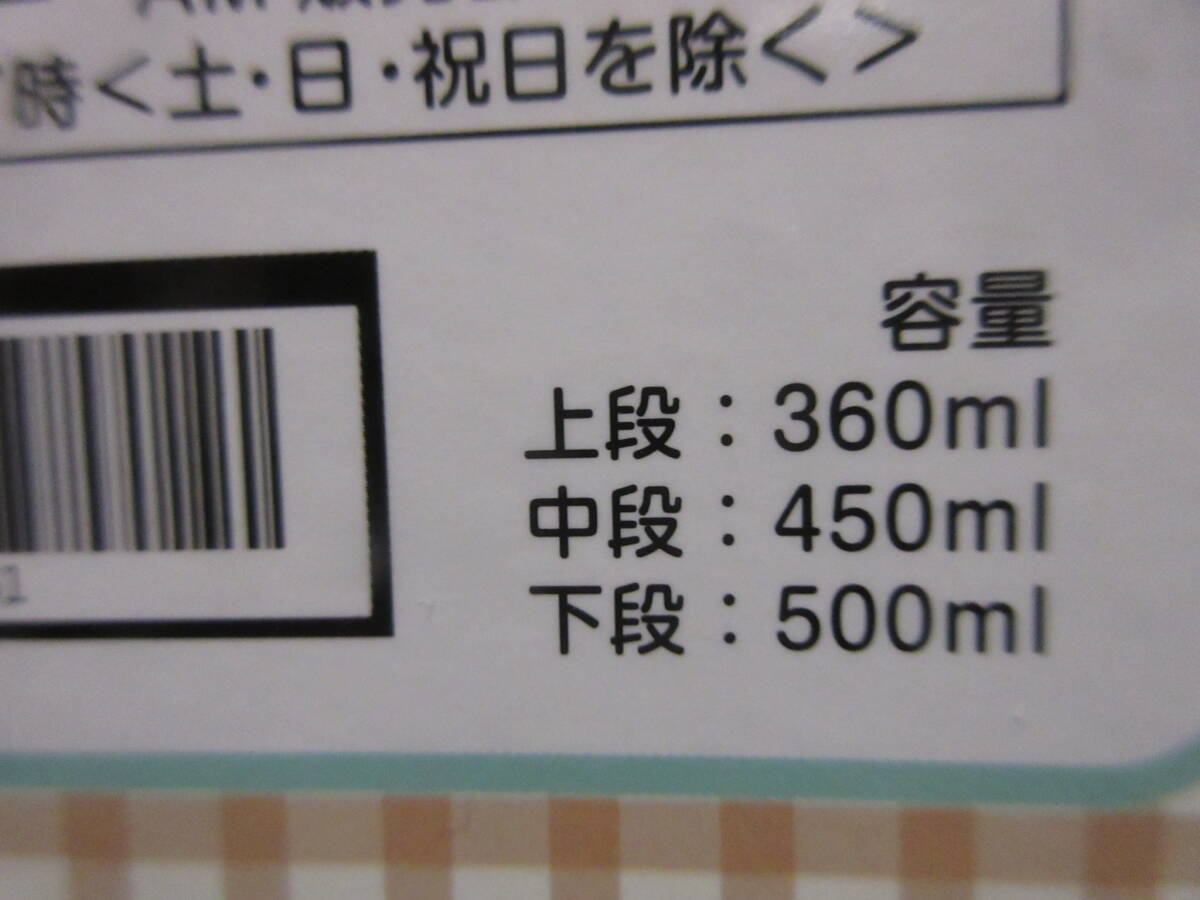 時<土・日・祝日を除く>
容量
上段：360ml
中段：450ml
下段：500ml